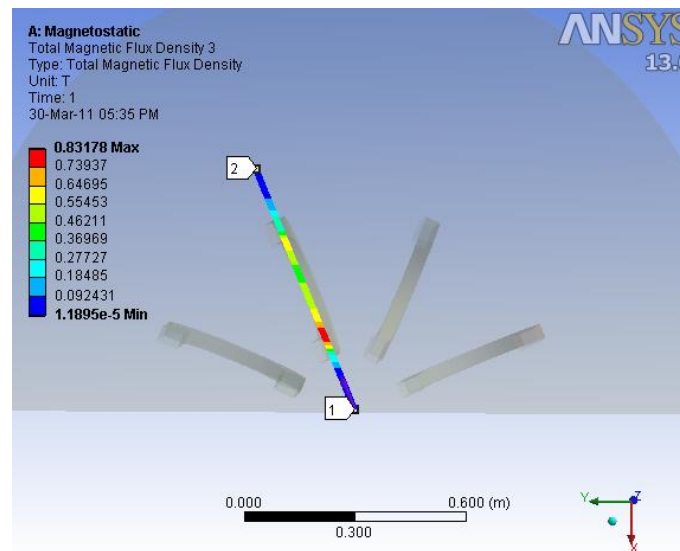 A: Magnetostatic
Total Magnetic Flux Density 3
Type: Total Magnetic Flux Density
Unit: T
Time: 1
30-Mar-11 05:35 PM
0.83178 Max
0.73937
0.64695
0.55453
0.46211
0.36969
0.27727
0.18485
0.092431
1.1895e-5 Min
ANSYS
13.
2
1
0.000
0.600 (m)
0.300
Y
Z
X